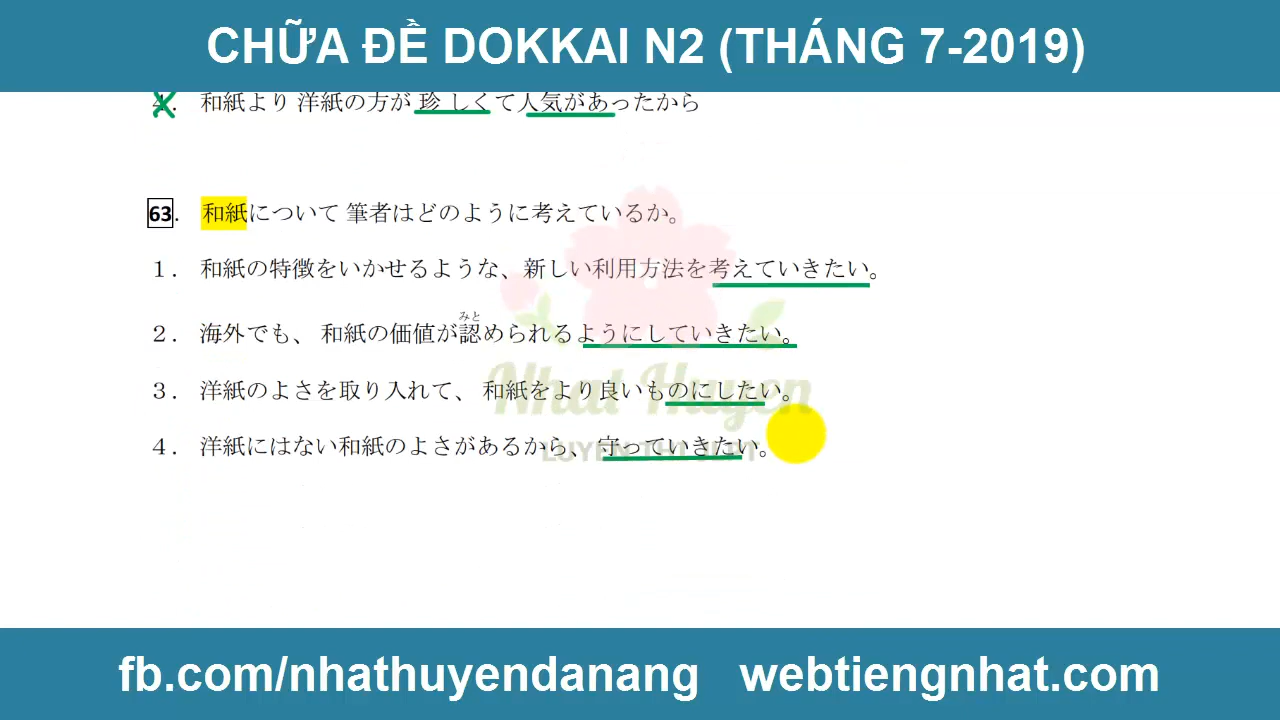 CHỮA ĐỀ DOKKAI N2 (THÁNG 7-2019)
4. 和紙より 洋紙の方が 珍 しくて人気があったから
63. 和紙について 筆者はどのように考えているか。
１． 和紙の特徴をいかせるような、新しい利用方法を考えていきたい。
みと
２． 海外でも、 和紙の価値が認められるようにしていきたい。
３． 洋紙のよさを取り入れて、 和紙をより良いものにしたい。
４． 洋紙にはない和紙のよさがあるから、 守っていきたい。
Nhat Huyen
LUYEN THI JLPT
fb.com/nhathuyendanang webtiengnhat.com